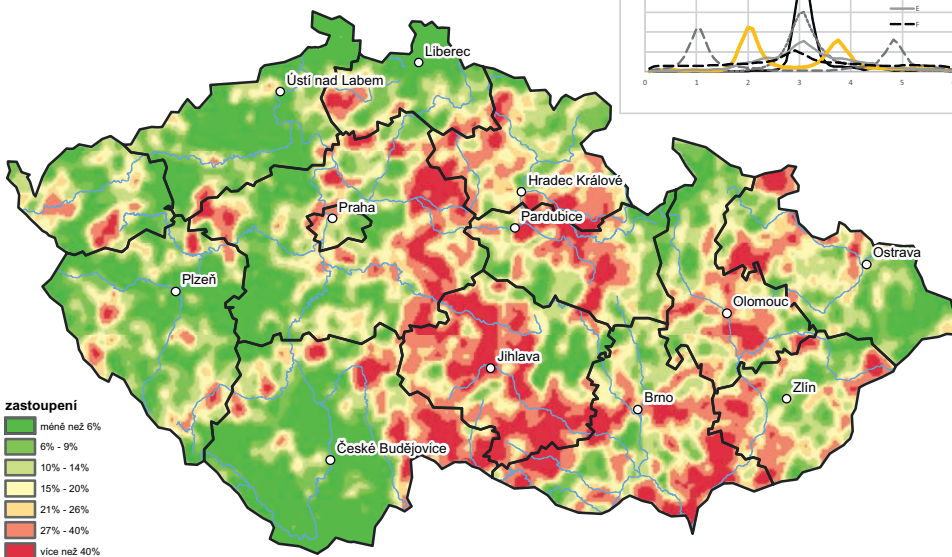 E
F
0 1 2 3 4 5
Liberec
Ústí nad Labem
Hradec Králové
Praha
Pardubice
Ostrava
Plzeň
Olomouc
Jihlava
Zlín
Brno
České Budějovice
zastoupení
méně než 6%
6% - 9%
10% - 14%
15% - 20%
21% - 26%
27% - 40%
více než 40%